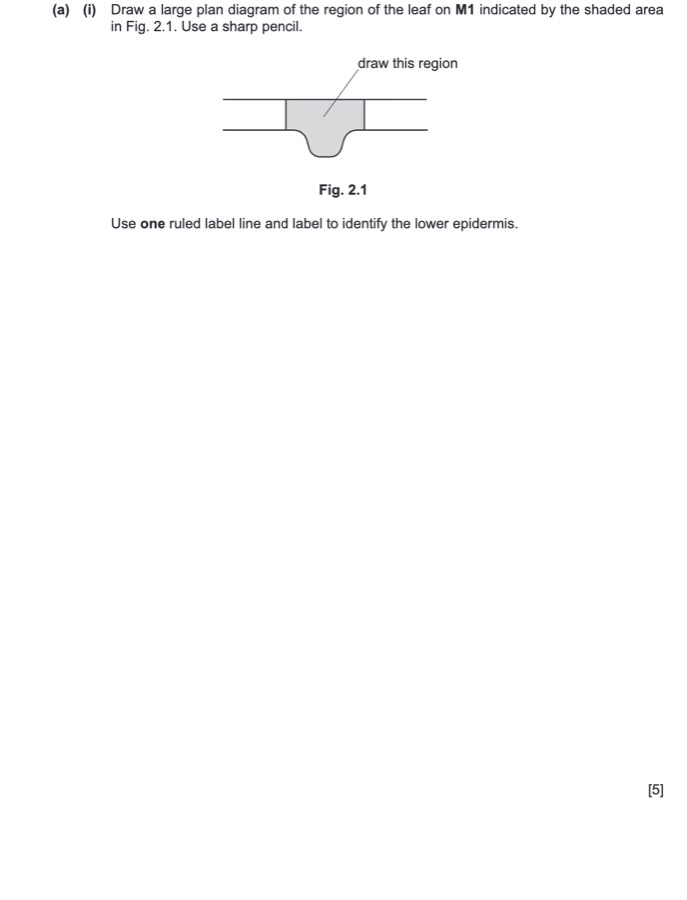 (a) (i) Draw a large plan diagram of the region of the leaf on M1 indicated by the shaded area
in Fig. 2.1. Use a sharp pencil.
draw this region
Fig. 2.1
Use one ruled label line and label to identify the lower epidermis.
[5]